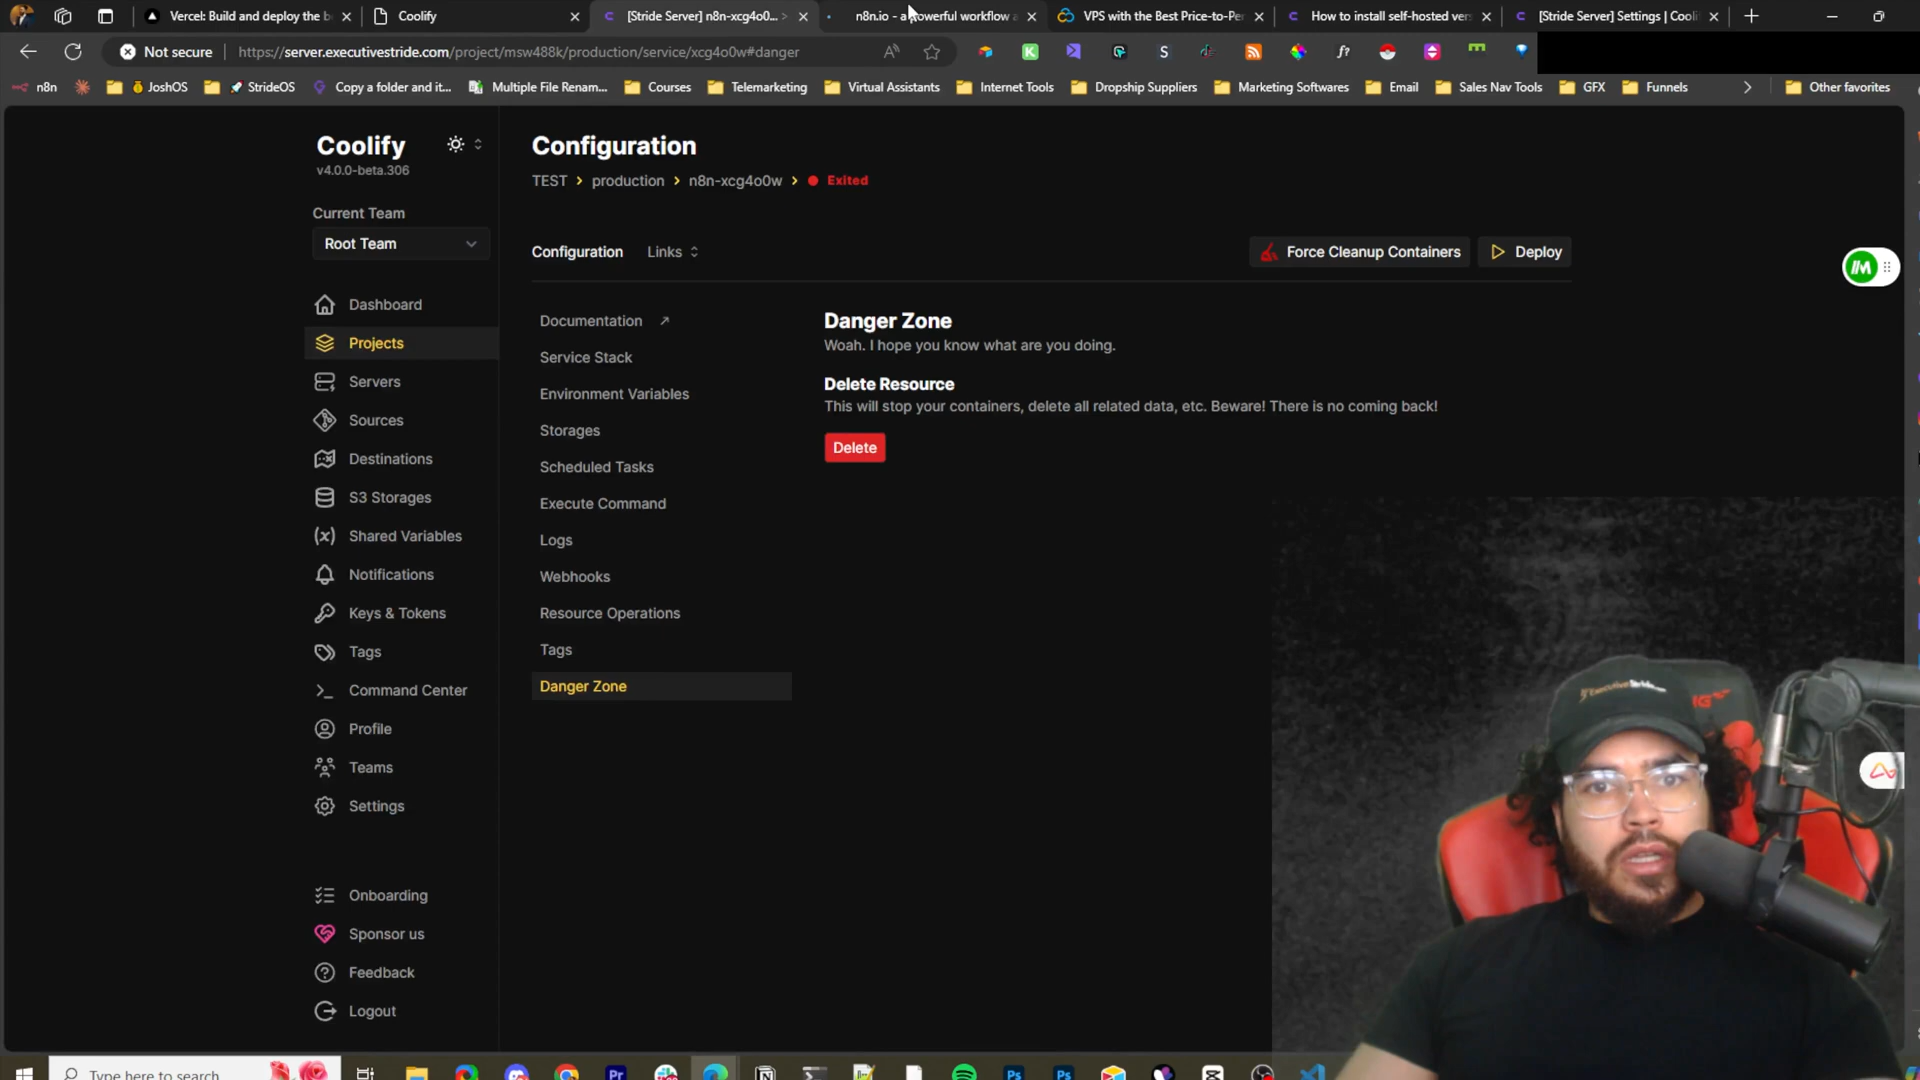 Vercel: Build and deploy the b
Coolify
[Stride Server] n8n-xcg4o0...
n8n.io - a powerful workflow a
VPS with the Best Price-to-Per
How to install self-hosted vers
[Stride Server] Settings | Cooli
Not secure
https://server.executivestride.com/project/msw488k/production/service/xcg4o0w#danger
n8n
JoshOS
StrideOS
Copy a folder and it...
Multiple File Renam...
Courses
Telemarketing
Virtual Assistants
Internet Tools
Dropship Suppliers
Marketing Softwares
Email
Sales Nav Tools
GFX
Funnels
Other favorites
Coolify
v4.0.0-beta.306
Current Team
Root Team
Dashboard
Projects
Servers
Sources
Destinations
S3 Storages
Shared Variables
Notifications
Keys & Tokens
Tags
Command Center
Profile
Teams
Settings
Onboarding
Sponsor us
Feedback
Logout
Configuration
TEST > production > n8n-xcg4o0w > Exited
Configuration
Links
Force Cleanup Containers
Deploy
Documentation
Service Stack
Environment Variables
Storages
Scheduled Tasks
Execute Command
Logs
Webhooks
Resource Operations
Tags
Danger Zone
Danger Zone
Woah. I hope you know what are you doing.
Delete Resource
This will stop your containers, delete all related data, etc. Beware! There is no coming back!
Delete
Type here to search